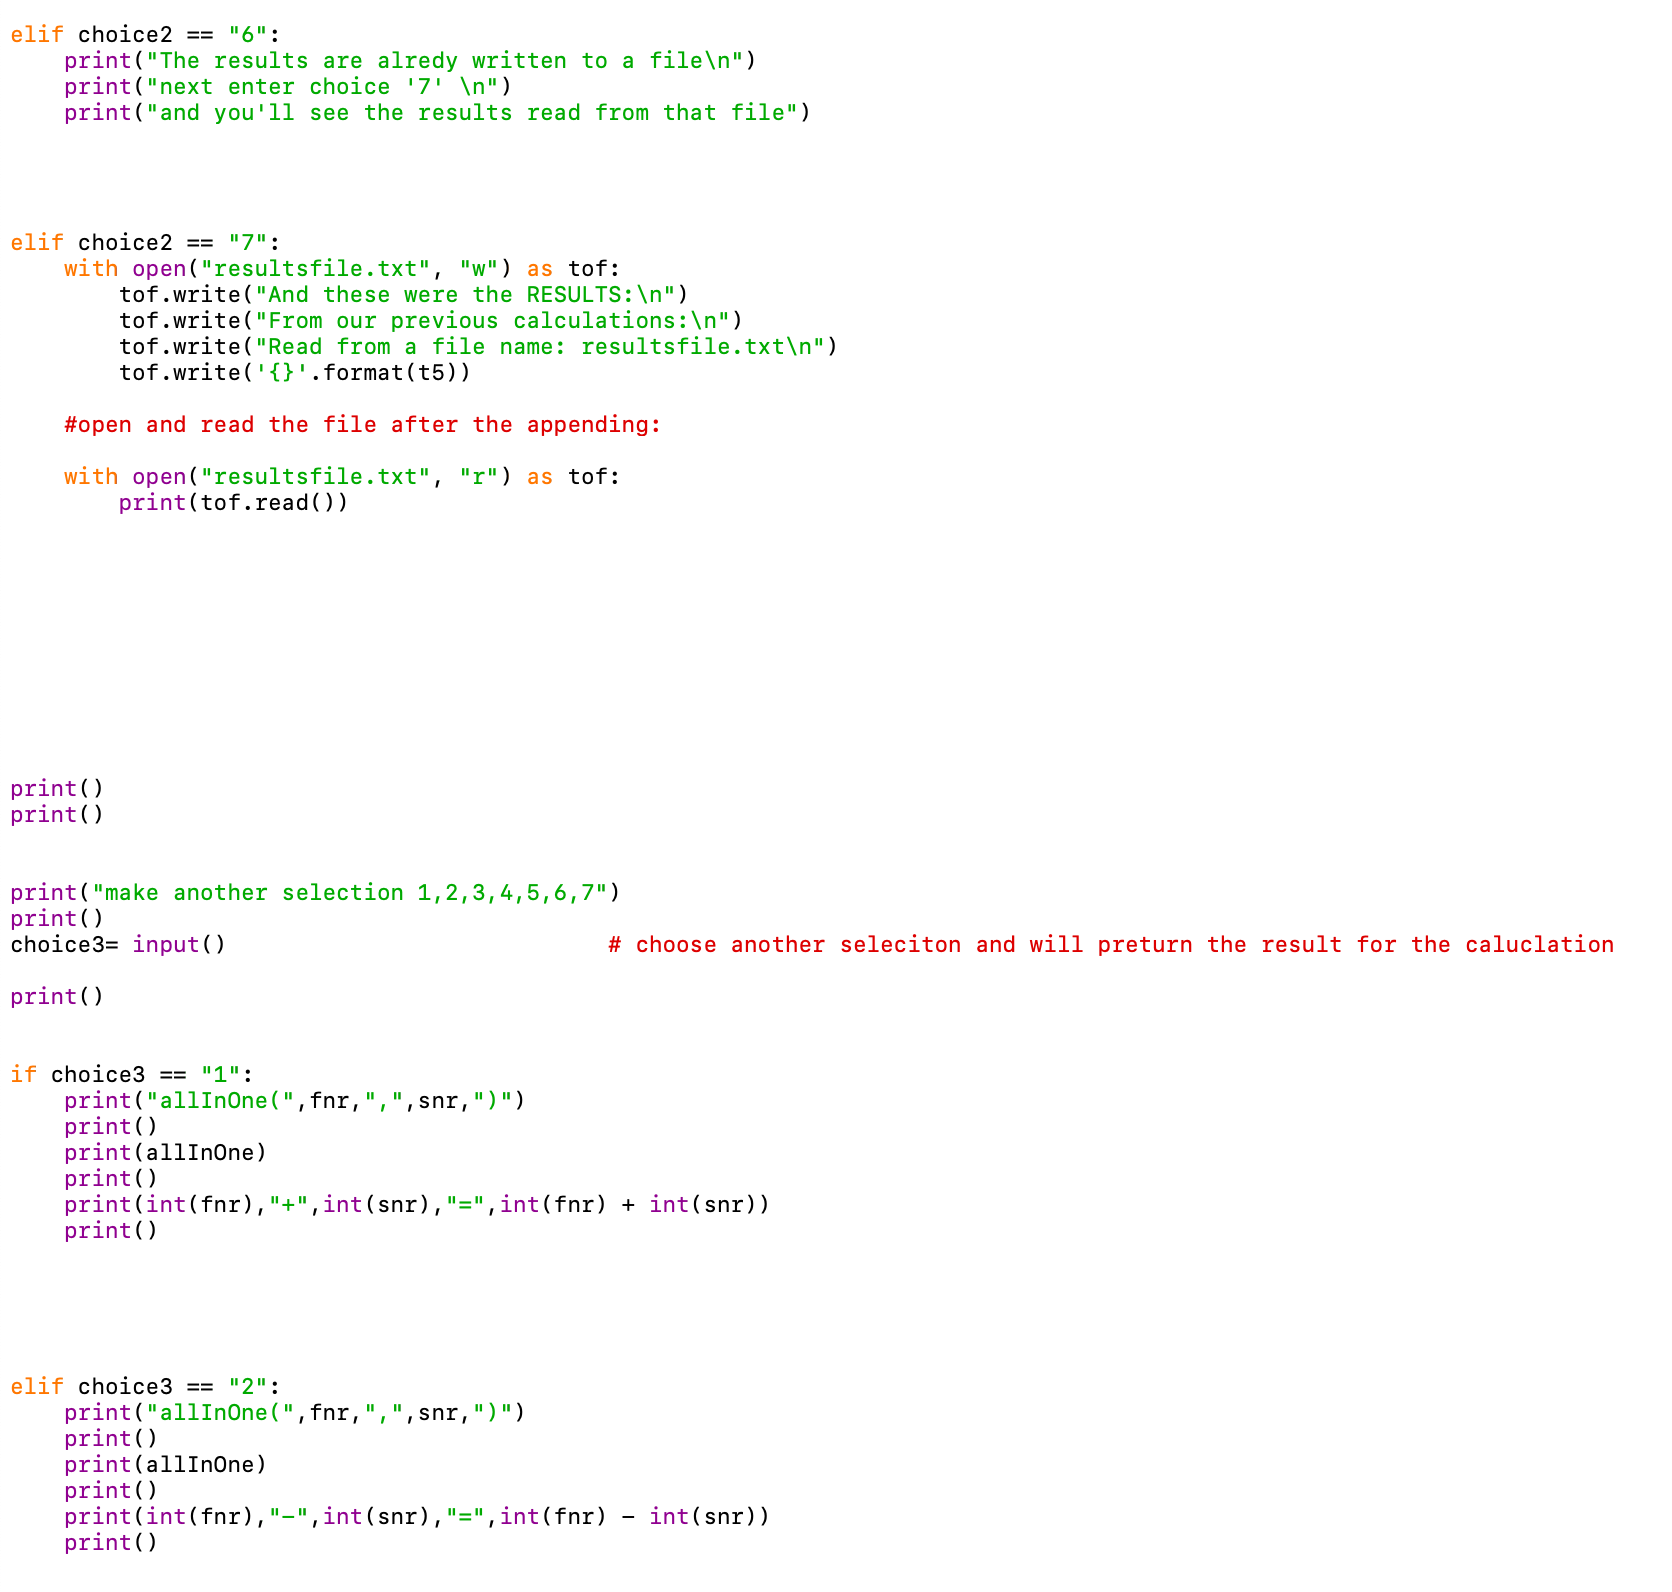 elif choice2 == "6":
    print("The results are alredy written to a file\n")
    print("next enter choice '7' \n")
    print("and you'll see the results read from that file")
elif choice2 == "7":
    with open("resultsfile.txt", "w") as tof:
        tof.write("And these were the RESULTS:\n")
        tof.write("From our previous calculations:\n")
        tof.write("Read from a file name: resultsfile.txt\n")
        tof.write('{}'.format(t5))
    #open and read the file after the appending:
    with open("resultsfile.txt", "r") as tof:
        print(tof.read())
print()
print()
print("make another selection 1,2,3,4,5,6,7")
print()
choice3= input()                            # choose another seleciton and will preturn the result for the caluclation
print()
if choice3 == "1":
    print("allInOne(",fnr,",",snr,")")
    print()
    print(allInOne)
    print()
    print(int(fnr),"+",int(snr),"=",int(fnr) + int(snr))
    print()
elif choice3 == "2":
    print("allInOne(",fnr,",",snr,")")
    print()
    print(allInOne)
    print()
    print(int(fnr),"-",int(snr),"=",int(fnr) - int(snr))
    print()